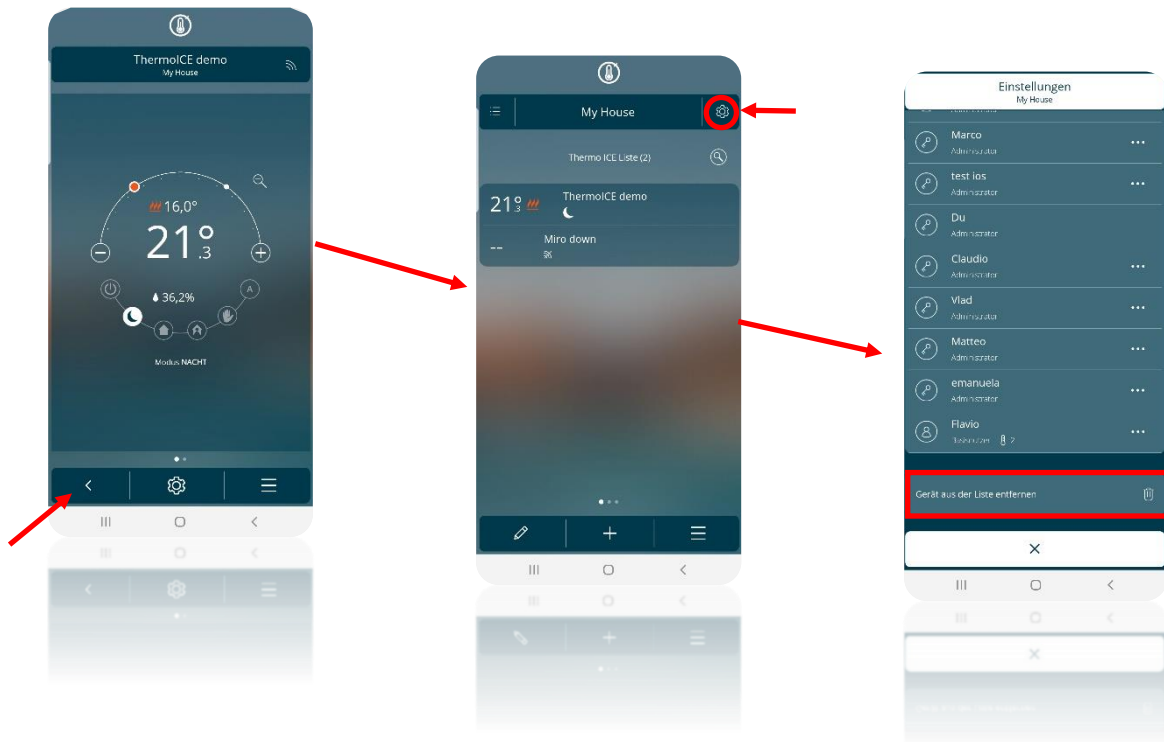 ThermoICE demo
My House
16,0°
21°.3
36,2%
A
Modus NACHT
My House
Thermo ICE Liste (2)
21°3
ThermoICE demo
--
Miro down
Einstellungen
My House
Marco
Administrator
test ios
Administrator
Du
Administrator
Claudio
Administrator
Vlad
Administrator
Matteo
Administrator
emanuela
Administrator
Flavio
Basisnutzer 2
Gerät aus der Liste entfernen